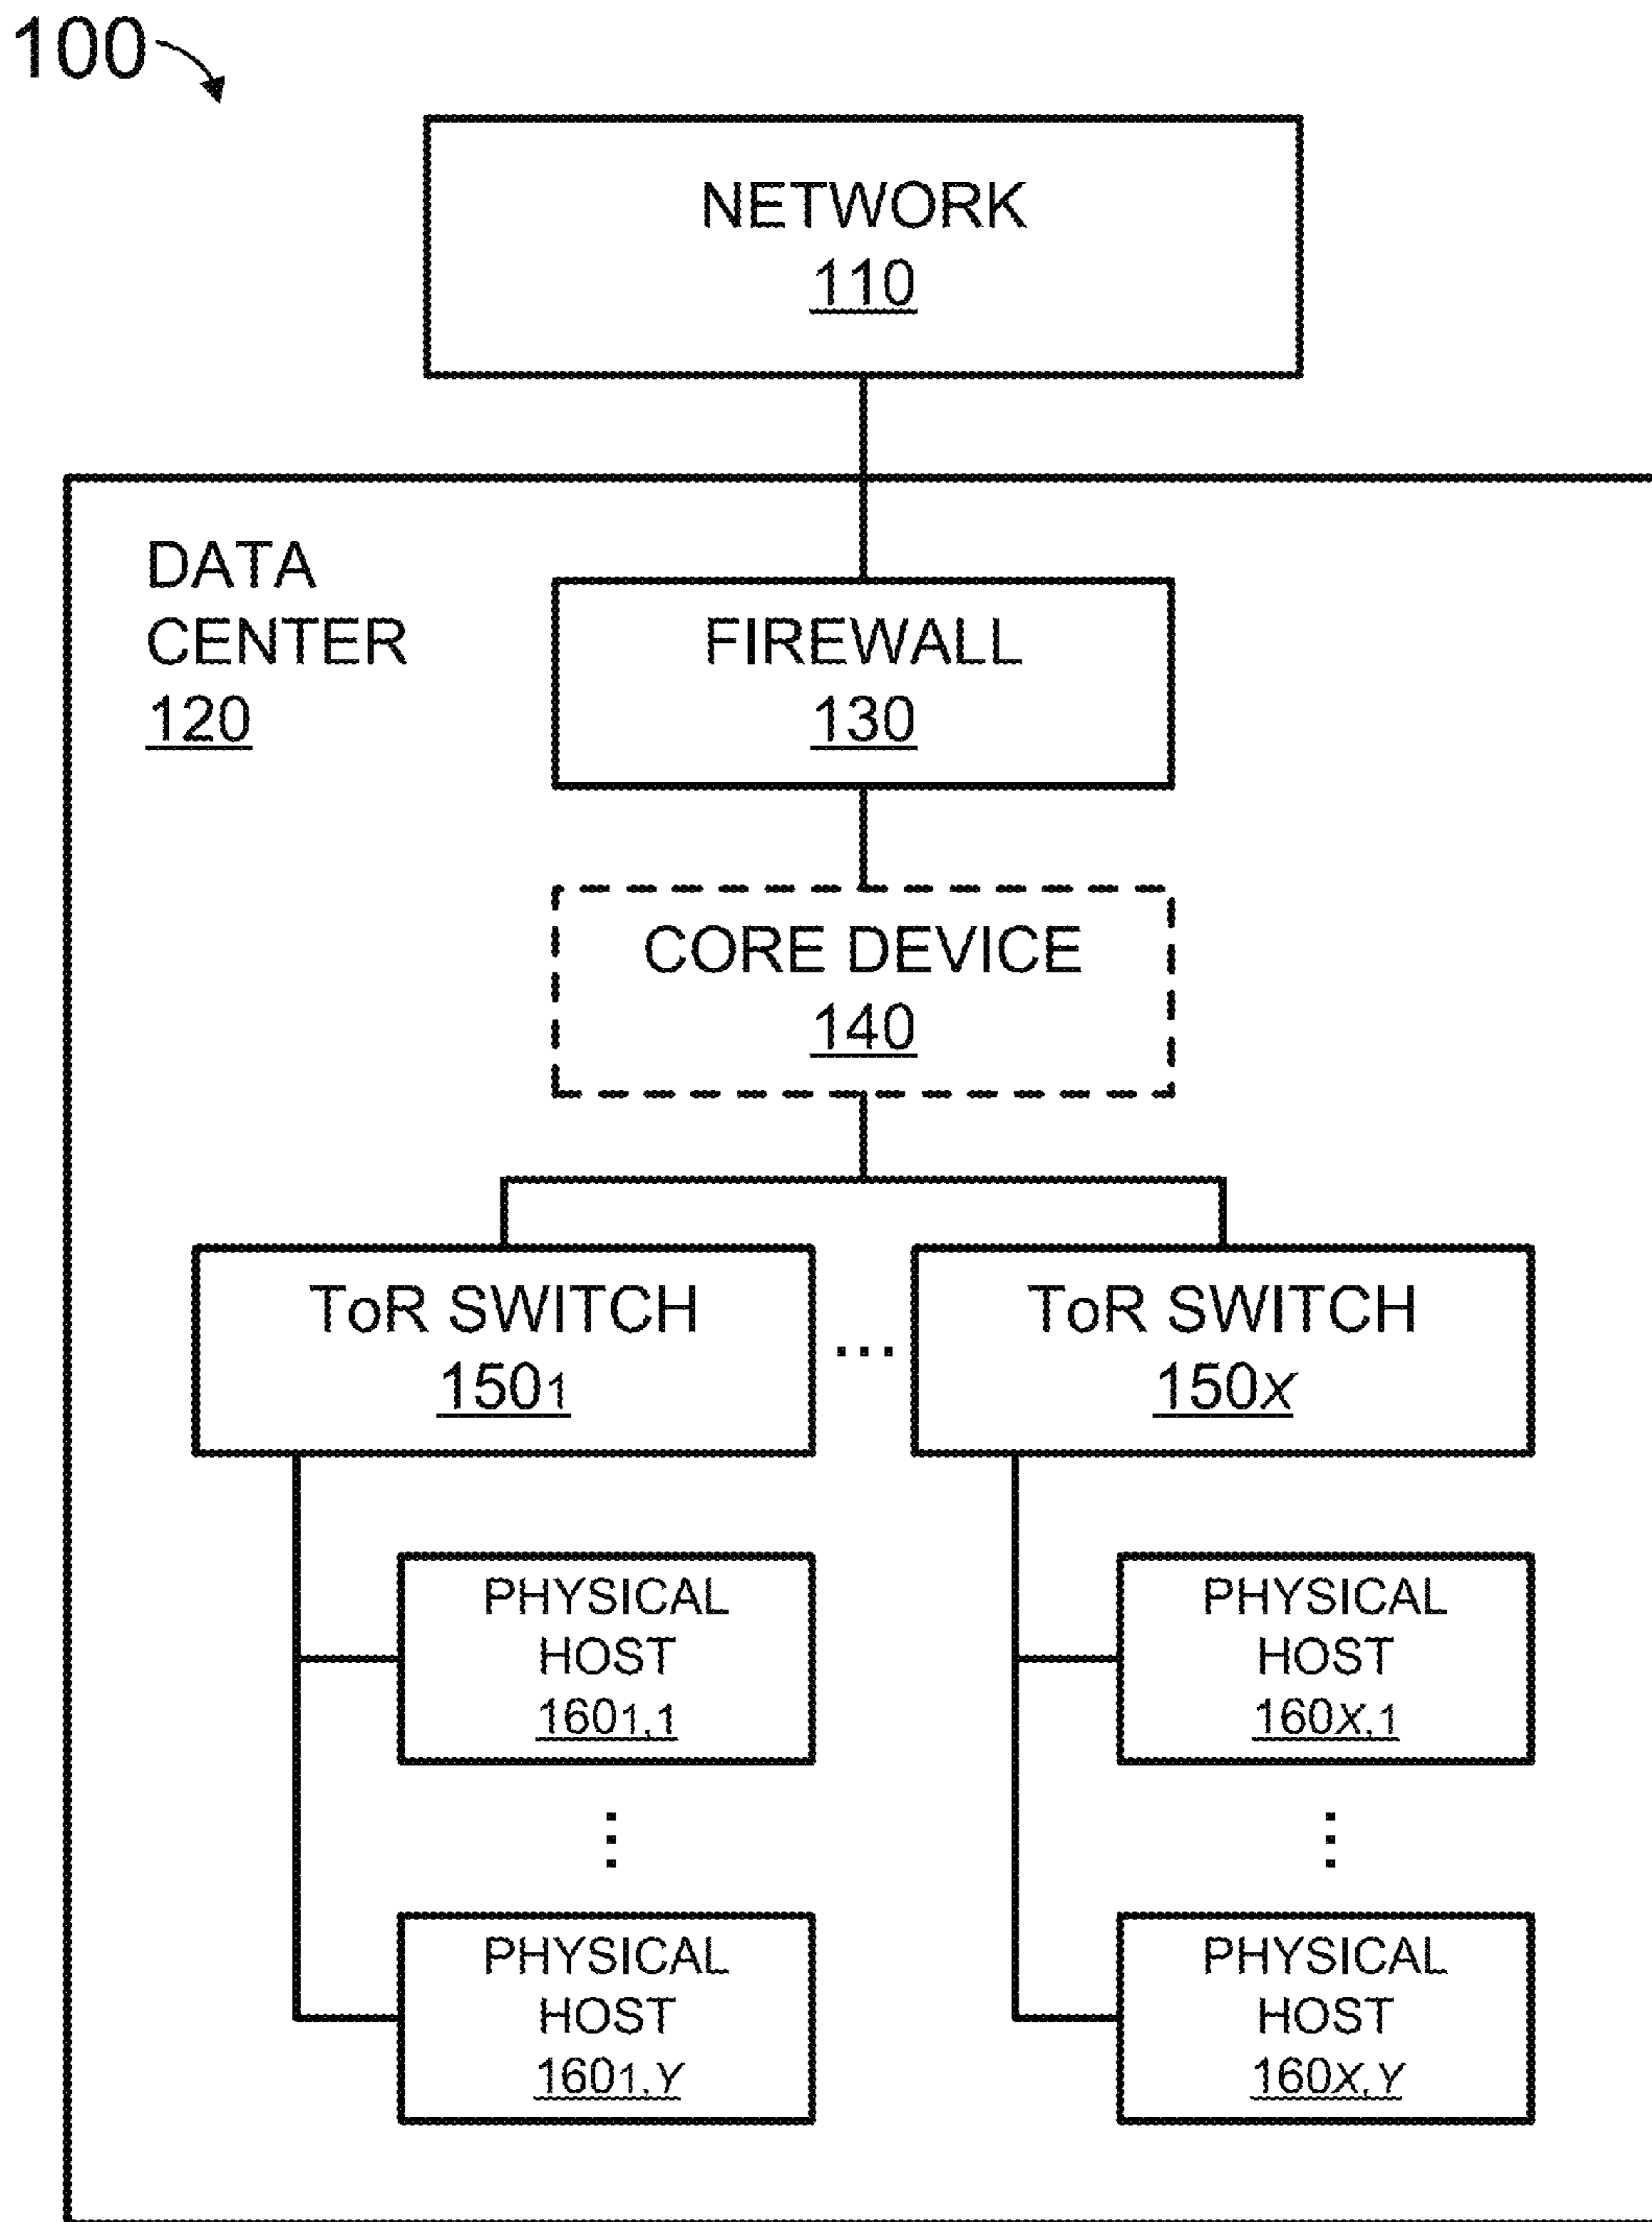 100
NETWORK
110
DATA
CENTER
120
FIREWALL
130
CORE DEVICE
140
ToR SWITCH
150₁
...
ToR SWITCH
150X
PHYSICAL
HOST
160₁,₁
PHYSICAL
HOST
160X,1
⋮
⋮
PHYSICAL
HOST
160₁,Y
PHYSICAL
HOST
160X,Y